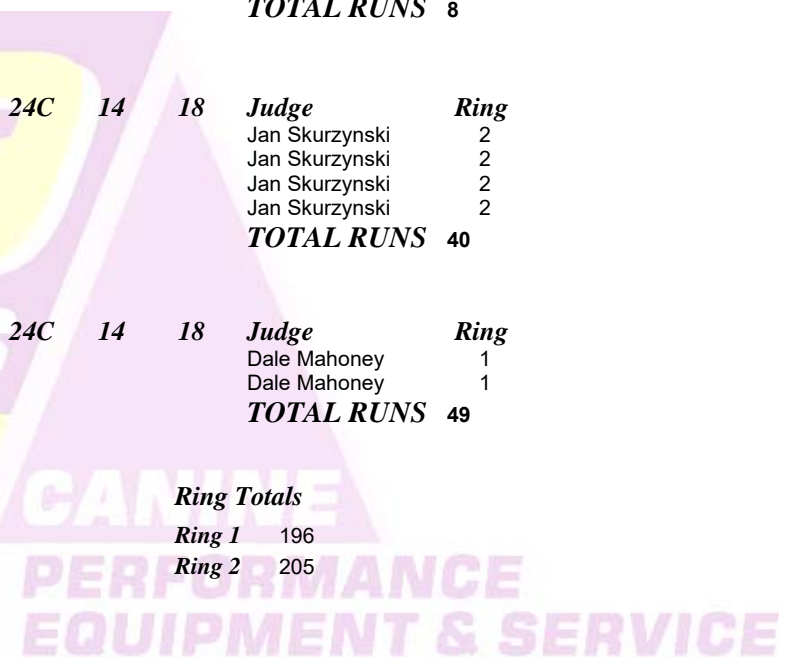 TOTAL RUNS 8
24C 14 18 Judge Ring
Jan Skurzynski 2
Jan Skurzynski 2
Jan Skurzynski 2
Jan Skurzynski 2
TOTAL RUNS 40
24C 14 18 Judge Ring
Dale Mahoney 1
Dale Mahoney 1
TOTAL RUNS 49
Ring Totals
Ring 1 196
Ring 2 205
CANINE
PERFORMANCE
EQUIPMENT & SERVICE